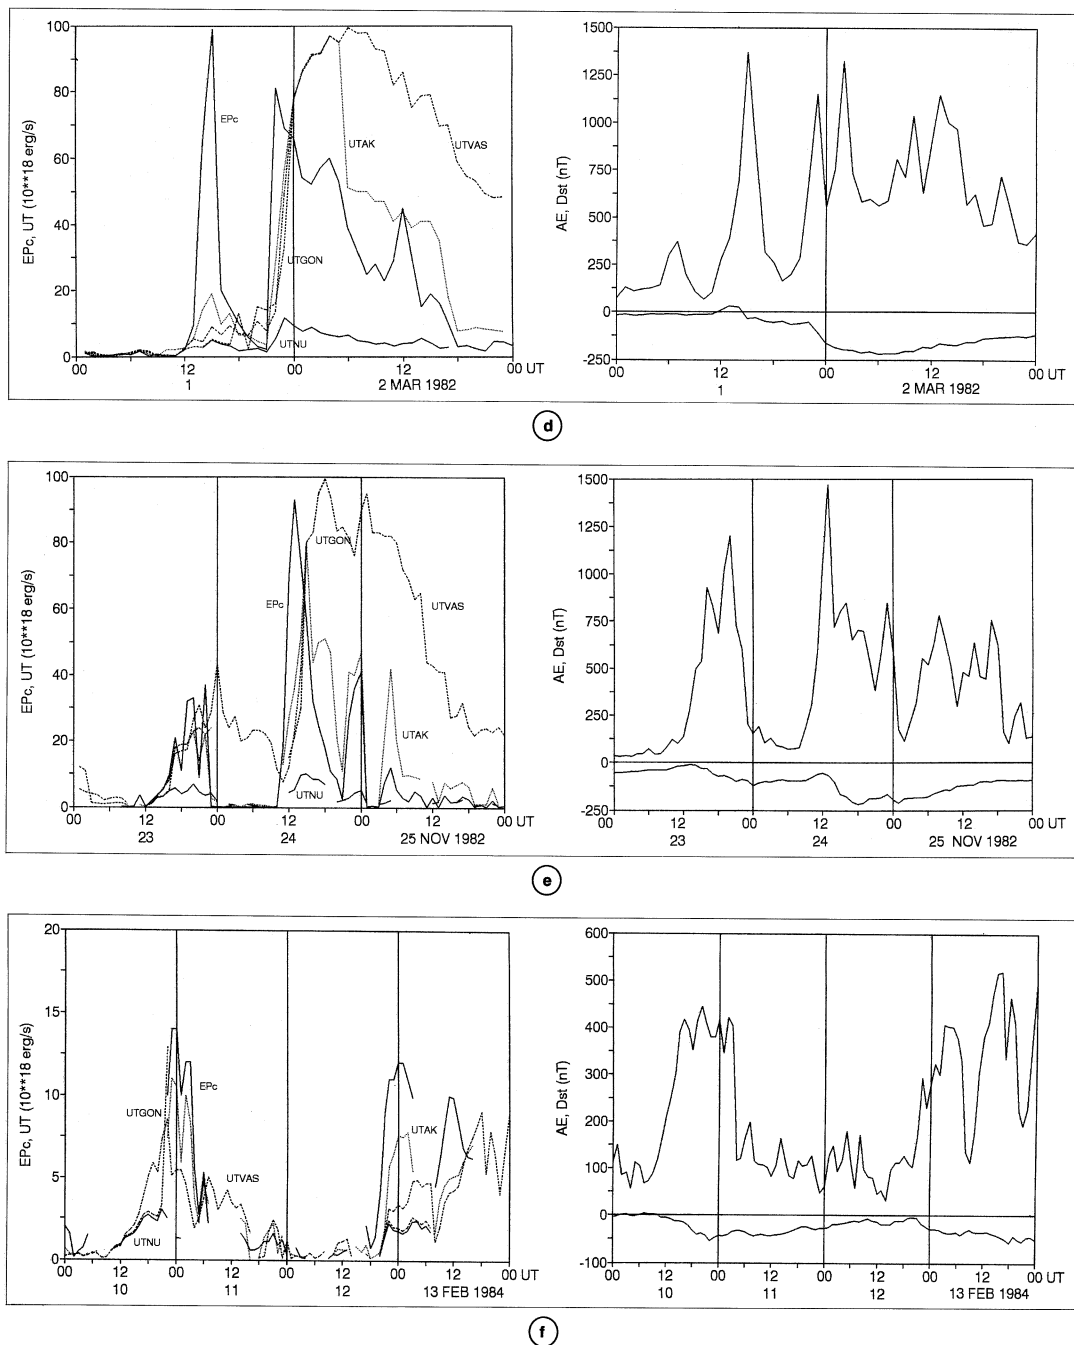 EPc, UT (10**18 erg/s)
100
80
60
40
20
0
EPc
UTAK
UTVAS
UTGON
UTNU
00 12 00 12 00 UT
1 2 MAR 1982
AE, Dst (nT)
1500
1250
1000
750
500
250
0
-250
00 12 00 12 00 UT
1 2 MAR 1982
d
EPc, UT (10**18 erg/s)
100
80
60
40
20
0
UTGON
EPc
UTVAS
UTAK
UTNU
00 12 00 12 00 12 00 UT
23 24 25 NOV 1982
AE, Dst (nT)
1500
1250
1000
750
500
250
0
-250
00 12 00 12 00 12 00 UT
23 24 25 NOV 1982
e
EPc, UT (10**18 erg/s)
20
15
10
5
0
EPc
UTGON
UTAK
UTVAS
UTNU
00 12 00 12 00 12 00 12 00 UT
10 11 12 13 FEB 1984
AE, Dst (nT)
600
500
400
300
200
100
0
-100
00 12 00 12 00 12 00 12 00 UT
10 11 12 13 FEB 1984
f